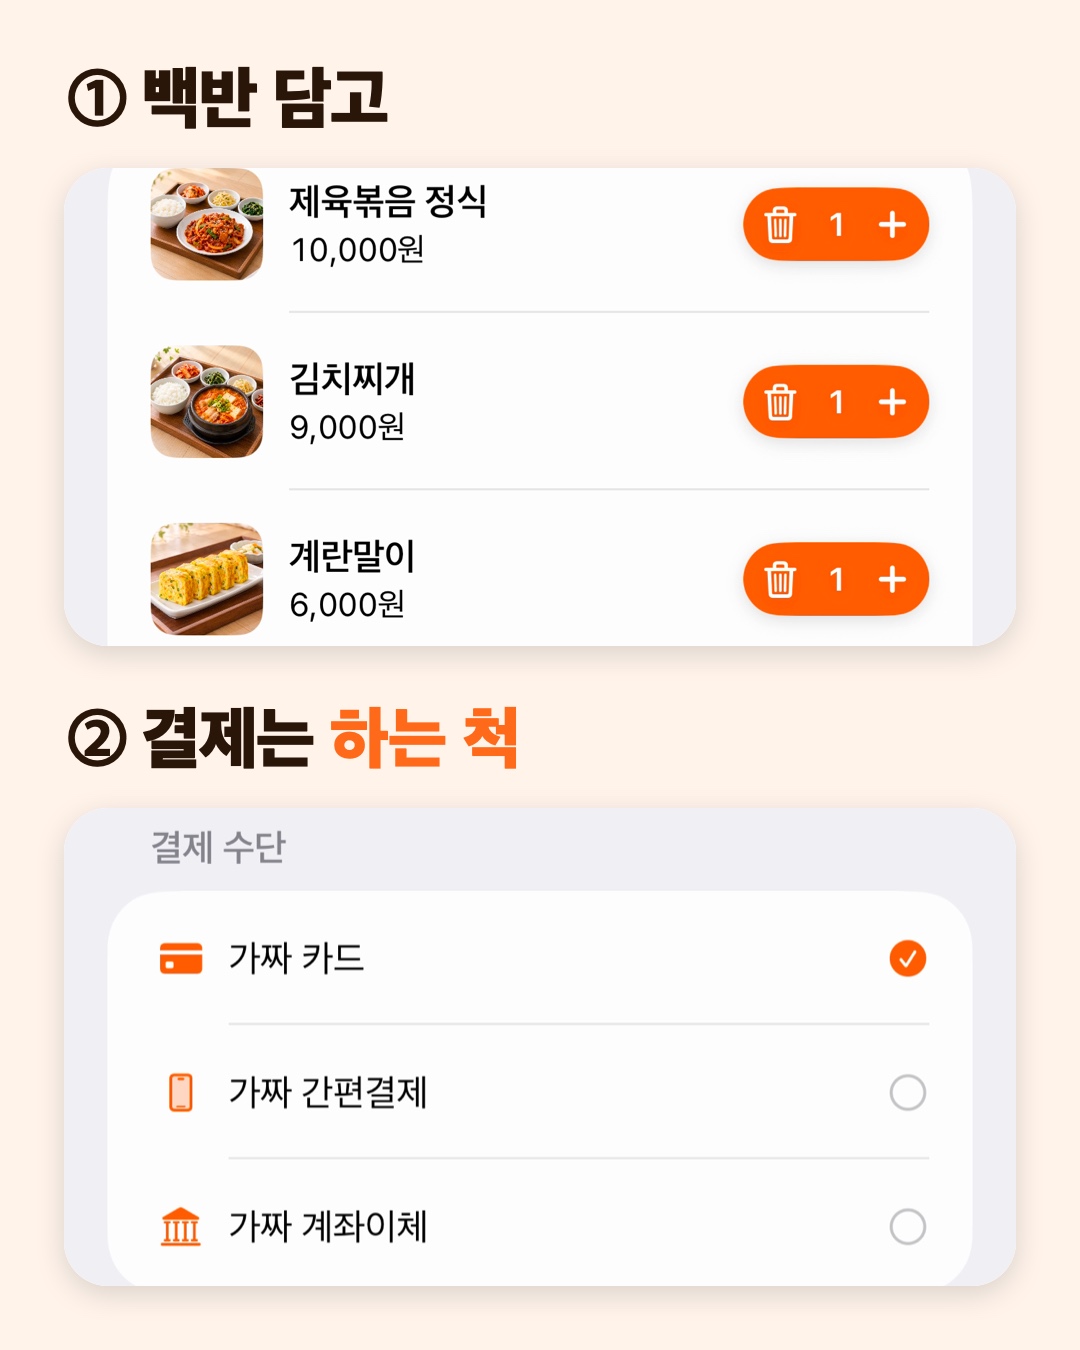 ① 백반 담고
제육볶음 정식
10,000원
1
김치찌개
9,000원
1
계란말이
6,000원
1
② 결제는 하는 척
결제 수단
가짜 카드
가짜 간편결제
가짜 계좌이체